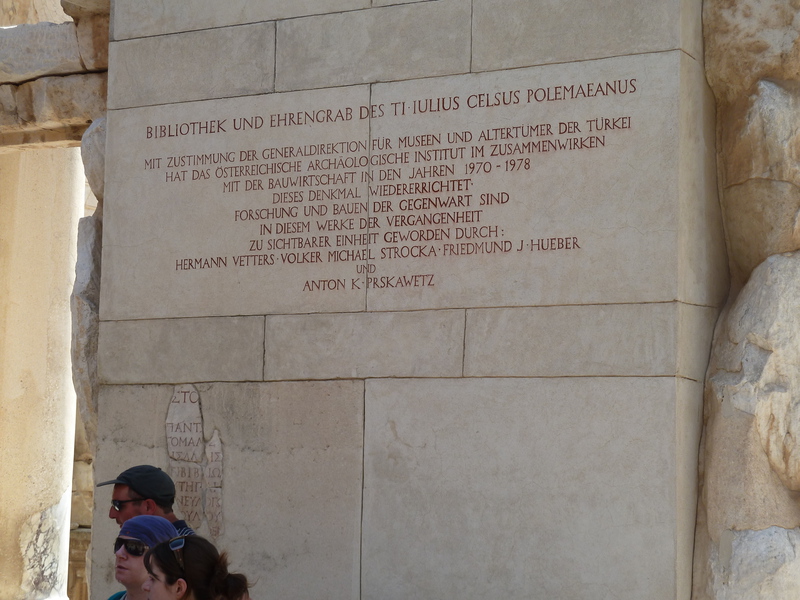 BIBLIOTHEK UND EHRENGRAB DES TI·IULIUS CELSUS POLEMAEANUS
MIT ZUSTIMMUNG DER GENERALDIREKTION FÜR MUSEEN UND ALTERTÜMER DER TÜRKEI
HAT DAS ÖSTERREICHISCHE ARCHÄOLOGISCHE INSTITUT IM ZUSAMMENWIRKEN
MIT DER BAUWIRTSCHAFT IN DEN JAHREN 1970 - 1978
DIESES DENKMAL WIEDERERRICHTET·
FORSCHUNG UND BAUEN DER GEGENWART SIND
IN DIESEM WERKE DER VERGANGENHEIT
ZU SICHTBARER EINHEIT GEWORDEN DURCH:
HERMANN VETTERS·VOLKER MICHAEL STROCKA·FRIEDMUND J·HUEBER
UND
ANTON K·PRSKAWETZ
ΣΤΟ